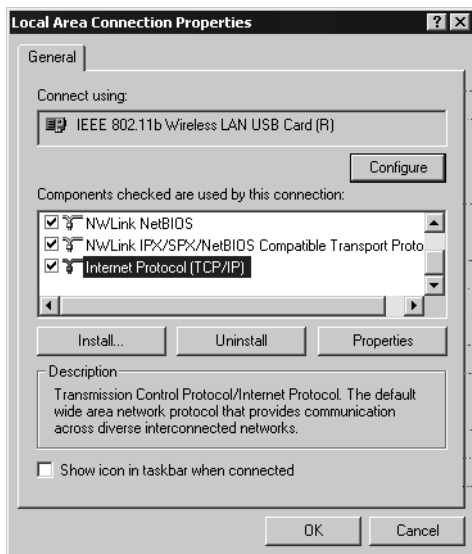 Local Area Connection Properties
General
Connect using:
IEEE 802.11b Wireless LAN USB Card (R)
Configure
Components checked are used by this connection:
NWLink NetBIOS
NWLink IPX/SPX/NetBIOS Compatible Transport Proto
Internet Protocol (TCP/IP)
Install... Uninstall Properties
Description
Transmission Control Protocol/Internet Protocol. The default
wide area network protocol that provides communication
across diverse interconnected networks.
Show icon in taskbar when connected
OK Cancel